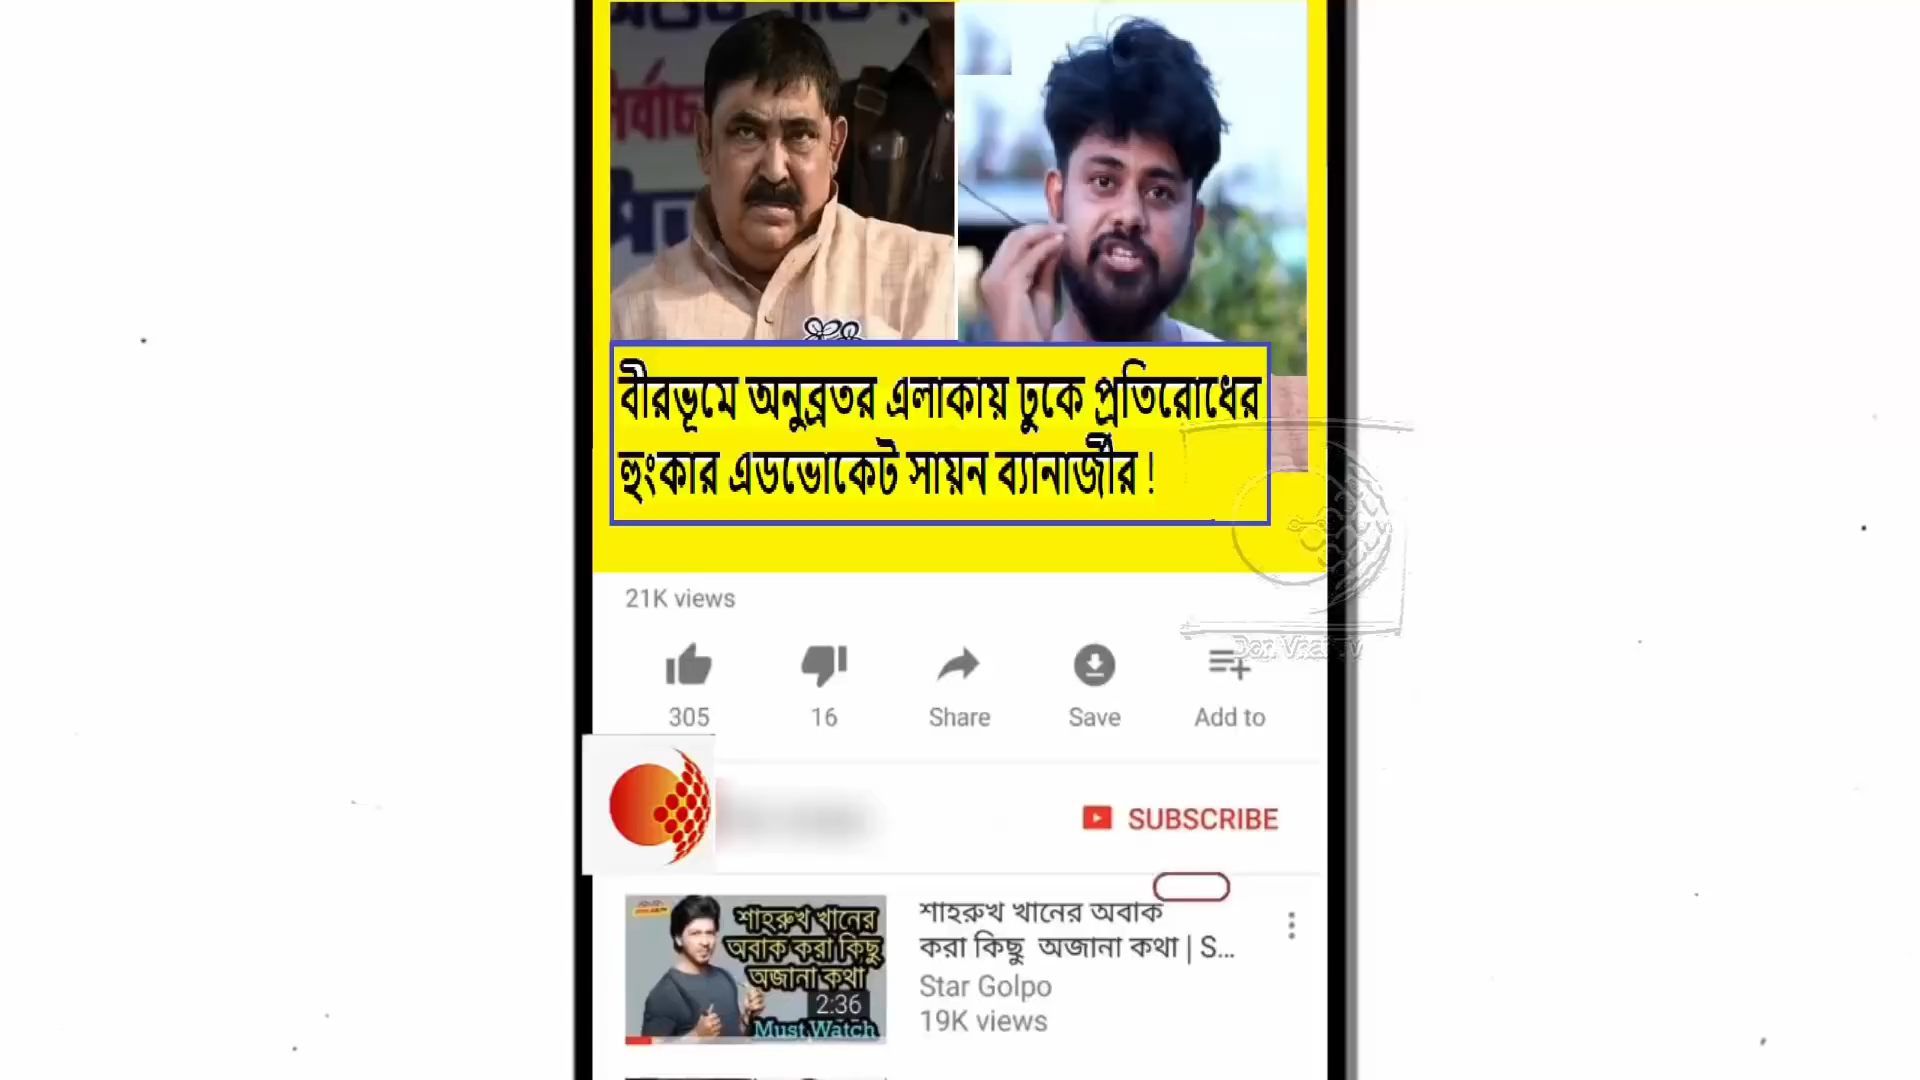 বীরভূমে অনুব্রতর এলাকায় ঢুকে প্রতিরোধের
হুংকার এডভোকেট সায়ন ব্যানার্জীর !
21K views
305
16
Share
Save
Add to
SUBSCRIBE
শাহরুখ খানের
অবাক করা কিছু
অজানা কথা
2:36
Must Watch
শাহরুখ খানের অবাক
করা কিছু অজানা কথা | S...
Star Golpo
19K views